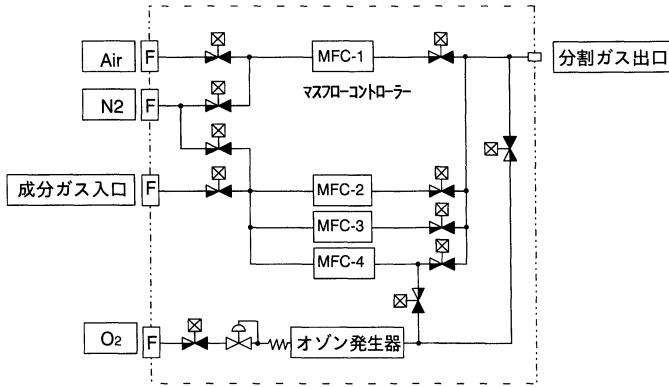 Air
F
MFC-1
分割ガス出口
マスフローコントローラー
N2
F
成分ガス入口
F
MFC-2
MFC-3
MFC-4
O2
F
オゾン発生器